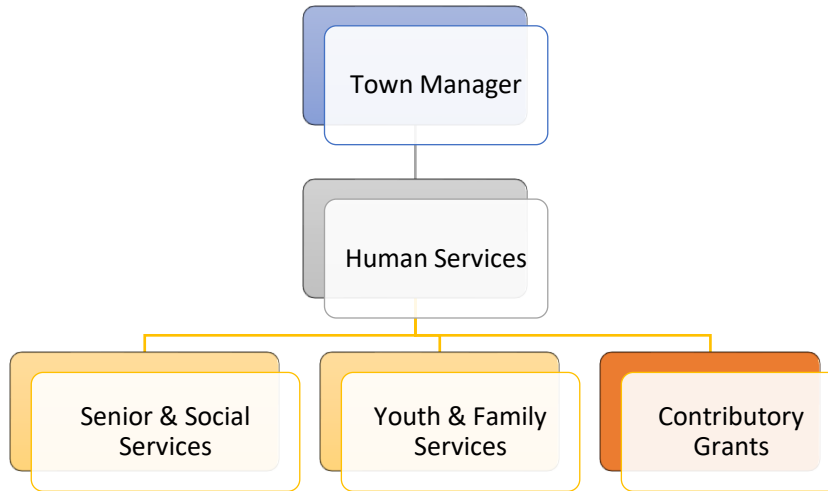 Town Manager
Human Services
Senior & Social
Services
Youth & Family
Services
Contributory
Grants